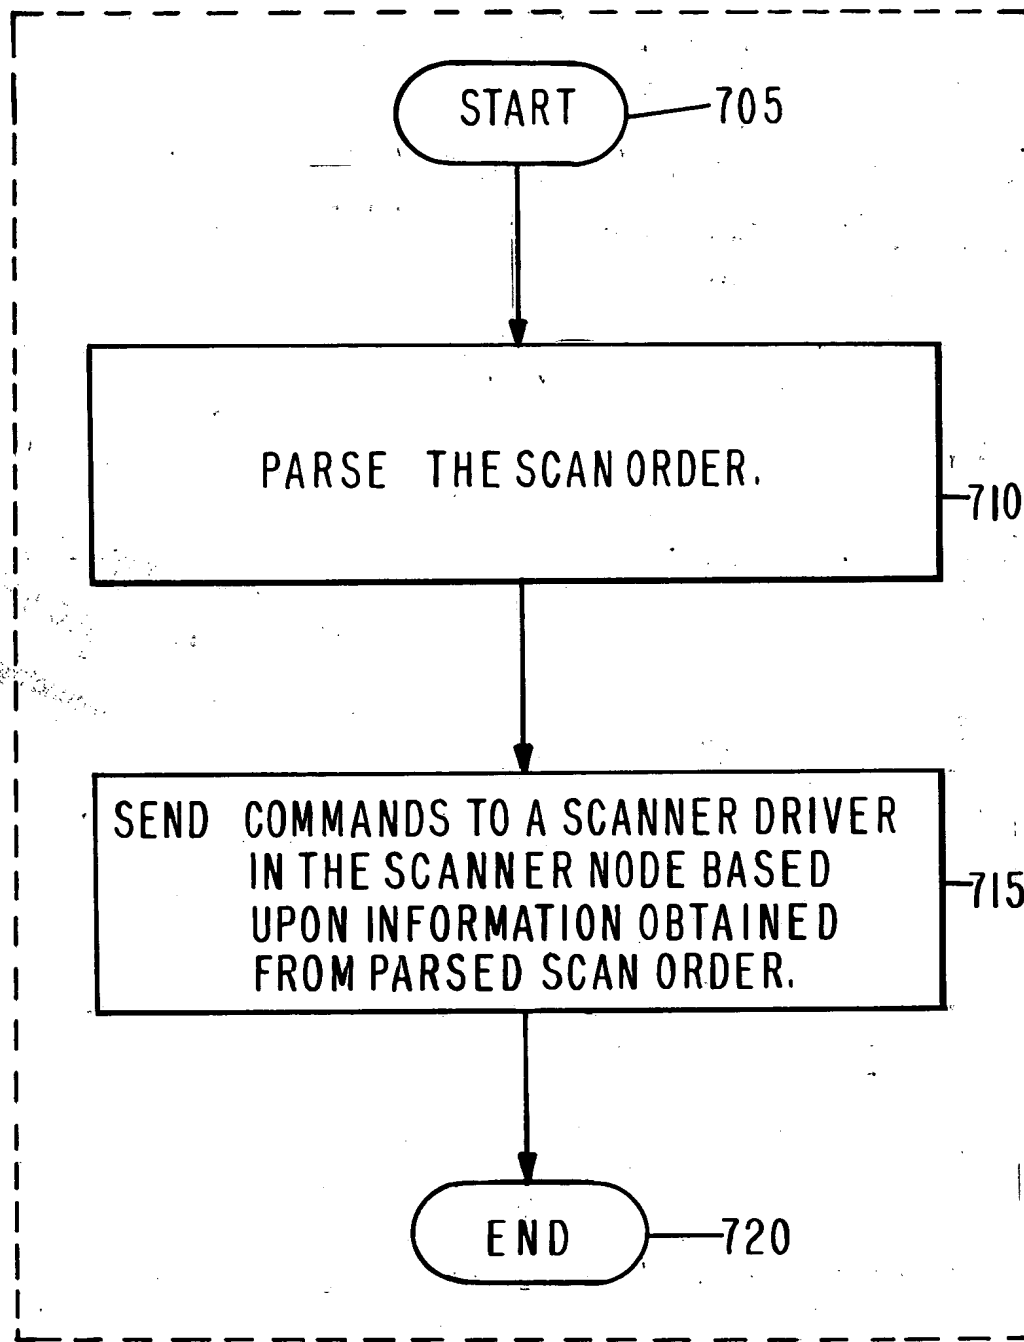 START
705
PARSE THE SCAN ORDER.
710
SEND COMMANDS TO A SCANNER DRIVER
IN THE SCANNER NODE BASED
UPON INFORMATION OBTAINED
FROM PARSED SCAN ORDER.
715
END
720